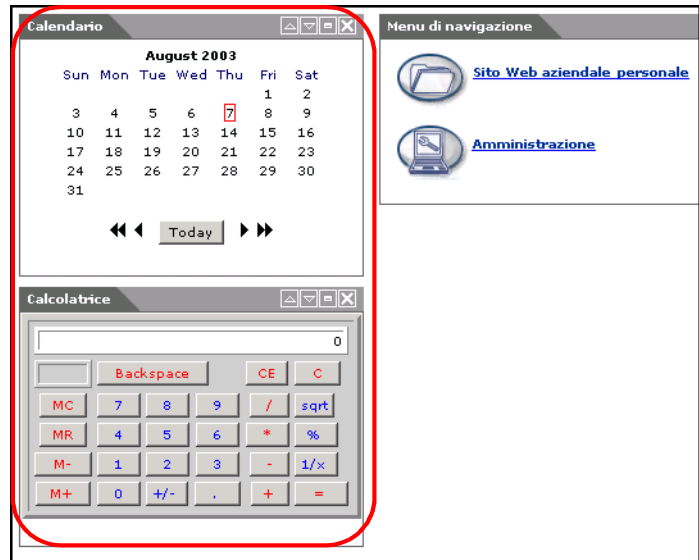 Calendario
August 2003
Sun Mon Tue Wed Thu Fri Sat
1 2
3 4 5 6 7 8 9
10 11 12 13 14 15 16
17 18 19 20 21 22 23
24 25 26 27 28 29 30
31
Today
Calcolatrice
0
Backspace CE C
MC 7 8 9 / sqrt
MR 4 5 6 * %
M- 1 2 3 - 1/x
M+ 0 +/- . + =
Menu di navigazione
Sito Web aziendale personale
Amministrazione